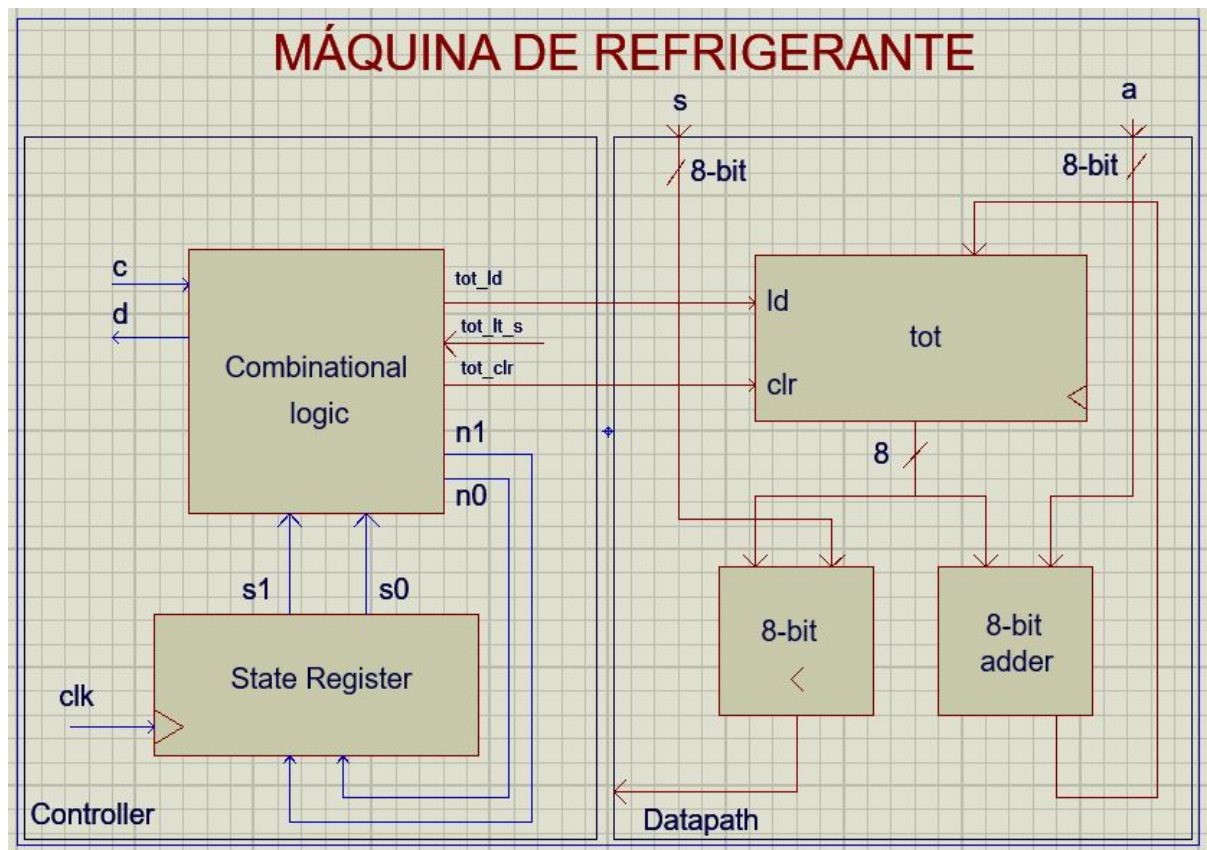 MÁQUINA DE REFRIGERANTE
s
a
8-bit
8-bit
c
d
Combinational
logic
tot_ld
tot_lt_s
tot_clr
n1
n0
ld
tot
clr
8
s1
s0
State Register
clk
8-bit
<
8-bit
adder
Controller
Datapath